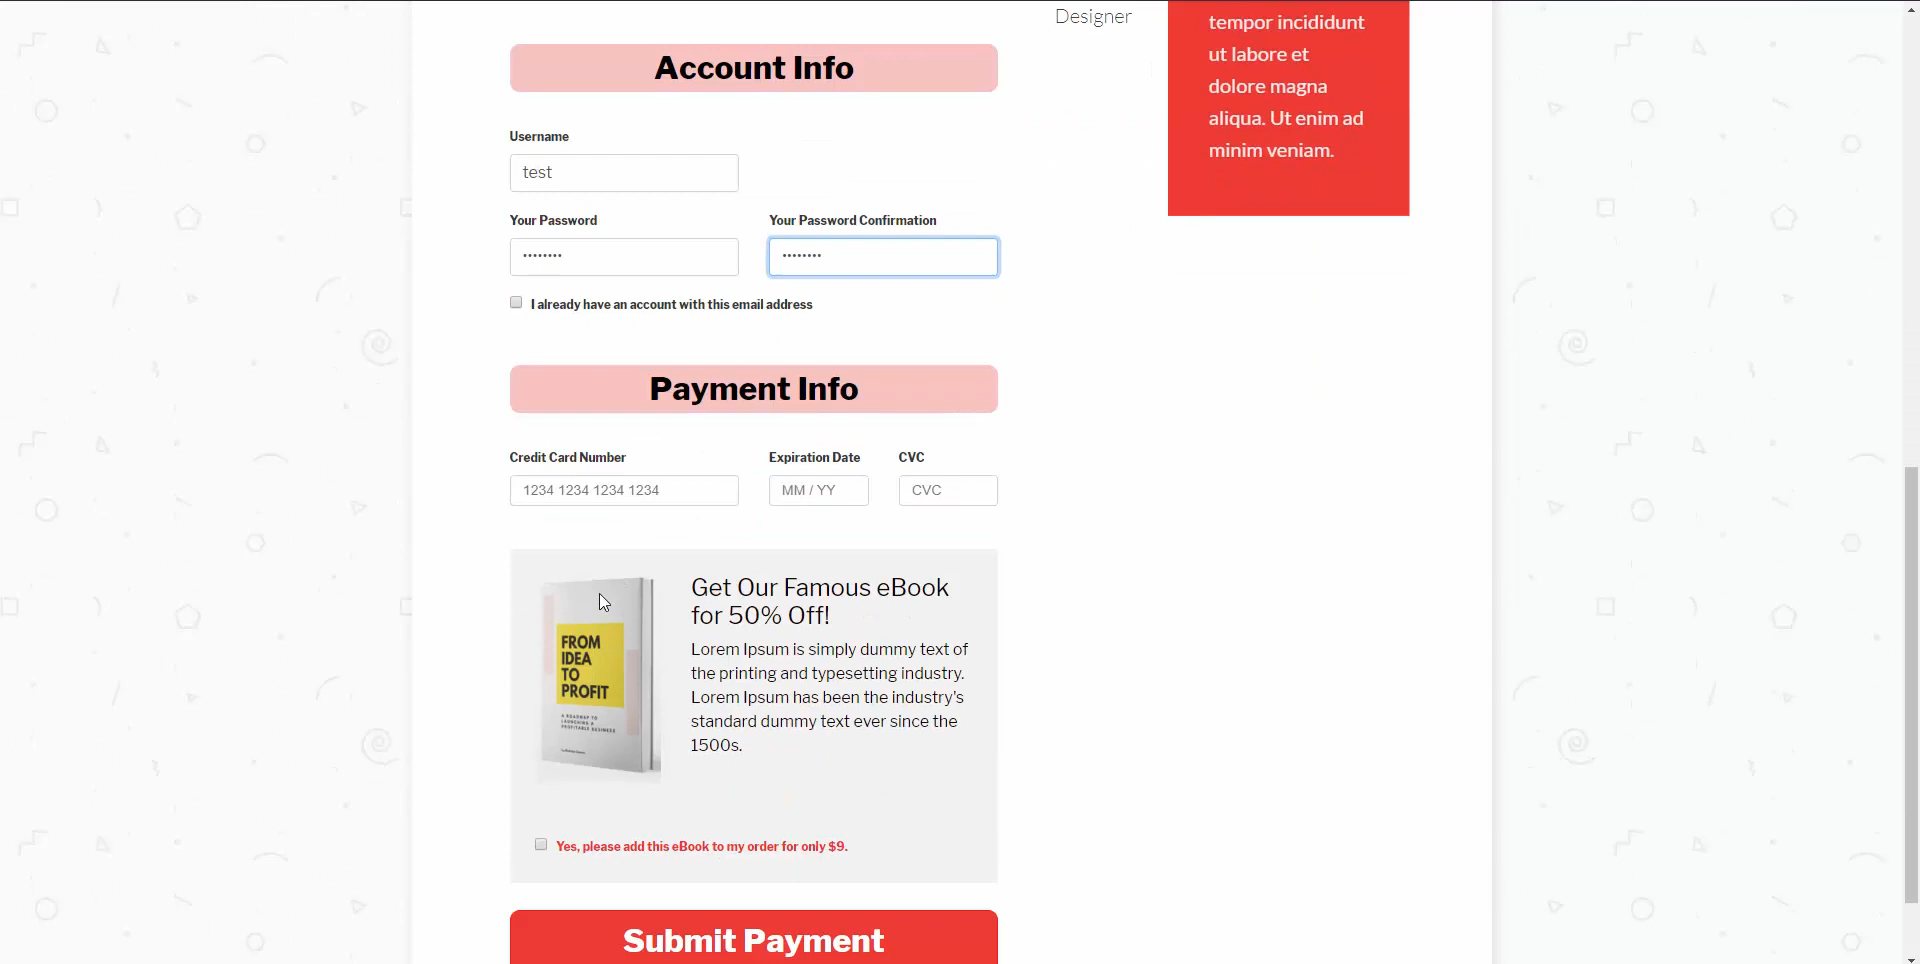 Designer
tempor incididunt
ut labore et
dolore magna
aliqua. Ut enim ad
minim veniam.
Account Info
Username
test
Your Password
Your Password Confirmation
••••••••
••••••••
I already have an account with this email address
Payment Info
Credit Card Number
Expiration Date
CVC
1234 1234 1234 1234
MM / YY
CVC
FROM
IDEA
TO
PROFIT
A ROADMAP TO
LAUNCHING A
PROFITABLE BUSINESS
Get Our Famous eBook
for 50% Off!
Lorem Ipsum is simply dummy text of
the printing and typesetting industry.
Lorem Ipsum has been the industry's
standard dummy text ever since the
1500s.
Yes, please add this eBook to my order for only $9.
Submit Payment